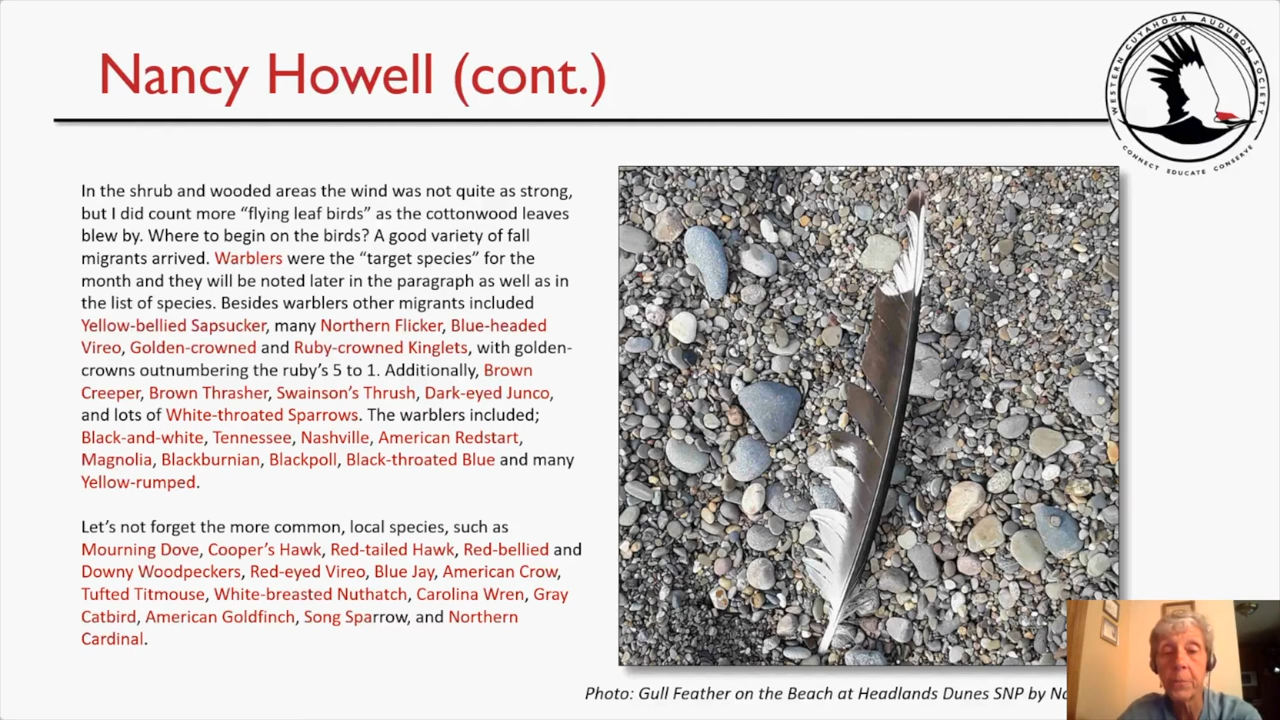 Nancy Howell (cont.)
WESTERN CUYAHOGA AUDUBON SOCIETY
CONNECT EDUCATE CONSERVE
In the shrub and wooded areas the wind was not quite as strong,
but I did count more “flying leaf birds” as the cottonwood leaves
blew by. Where to begin on the birds? A good variety of fall
migrants arrived. Warblers were the “target species” for the
month and they will be noted later in the paragraph as well as in
the list of species. Besides warblers other migrants included
Yellow-bellied Sapsucker, many Northern Flicker, Blue-headed
Vireo, Golden-crowned and Ruby-crowned Kinglets, with golden-
crowns outnumbering the ruby’s 5 to 1. Additionally, Brown
Creeper, Brown Thrasher, Swainson’s Thrush, Dark-eyed Junco,
and lots of White-throated Sparrows. The warblers included;
Black-and-white, Tennessee, Nashville, American Redstart,
Magnolia, Blackburnian, Blackpoll, Black-throated Blue and many
Yellow-rumped.
Let’s not forget the more common, local species, such as
Mourning Dove, Cooper’s Hawk, Red-tailed Hawk, Red-bellied and
Downy Woodpeckers, Red-eyed Vireo, Blue Jay, American Crow,
Tufted Titmouse, White-breasted Nuthatch, Carolina Wren, Gray
Catbird, American Goldfinch, Song Sparrow, and Northern
Cardinal.
Photo: Gull Feather on the Beach at Headlands Dunes SNP by